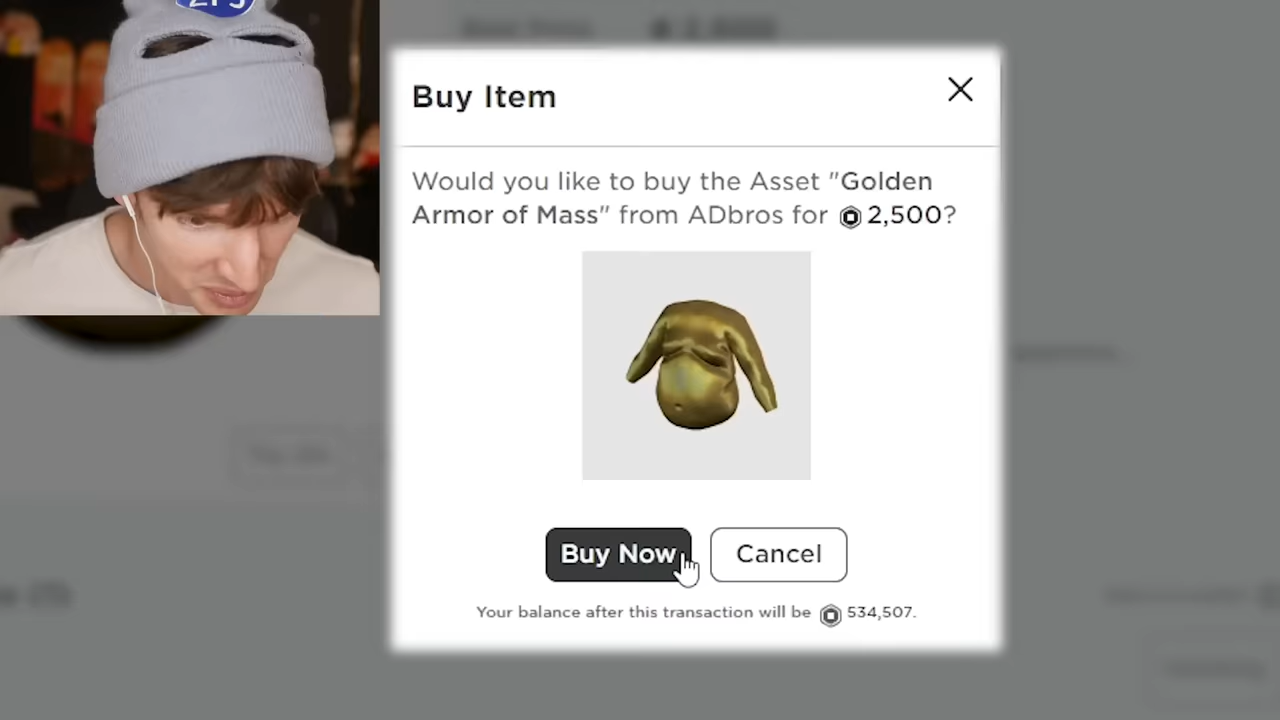 Buy Item
Would you like to buy the Asset "Golden
Armor of Mass" from ADbros for 2,500?
Buy Now
Cancel
Your balance after this transaction will be 534,507.